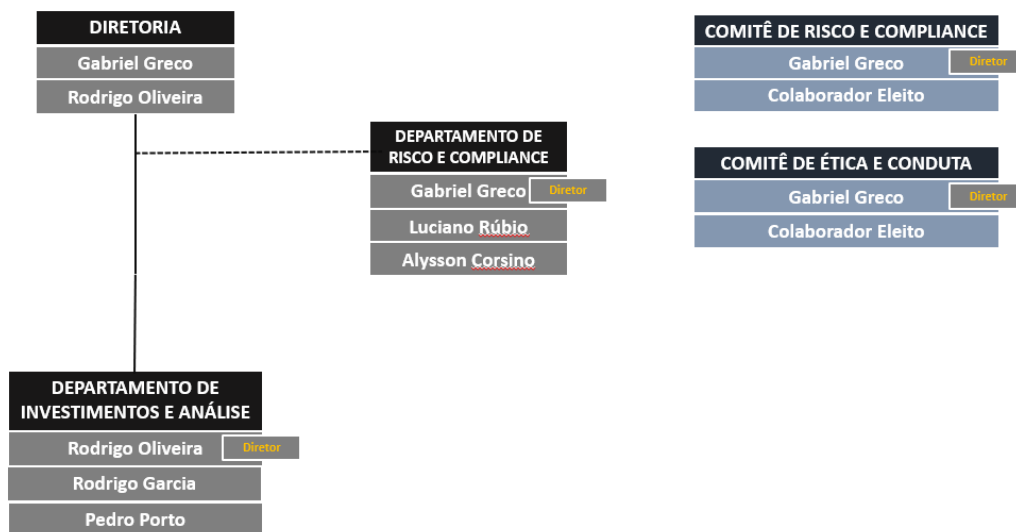 DIRETORIA
Gabriel Greco
Rodrigo Oliveira
DEPARTAMENTO DE
RISCO E COMPLIANCE
Gabriel Greco Diretor
Luciano Rúbio
Alysson Corsino
DEPARTAMENTO DE
INVESTIMENTOS E ANÁLISE
Rodrigo Oliveira Diretor
Rodrigo Garcia
Pedro Porto
COMITÊ DE RISCO E COMPLIANCE
Gabriel Greco Diretor
Colaborador Eleito
COMITÊ DE ÉTICA E CONDUTA
Gabriel Greco Diretor
Colaborador Eleito